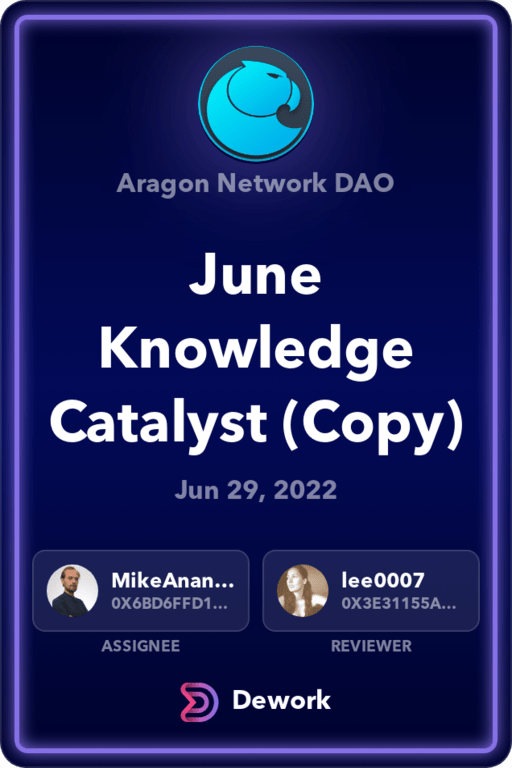 Aragon Network DAO
June
Knowledge
Catalyst (Copy)
Jun 29, 2022
MikeAnan...
0X6BD6FFD1...
lee0007
0X3E31155A...
ASSIGNEE
REVIEWER
Dework